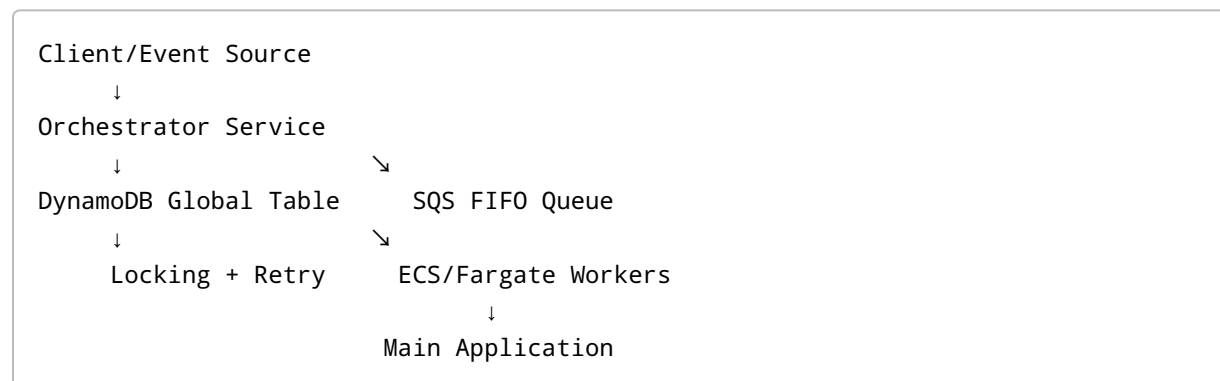 Client/Event Source
↓
Orchestrator Service
↓ ↘
DynamoDB Global Table SQS FIFO Queue
↓ ↘
Locking + Retry ECS/Fargate Workers
↓
Main Application